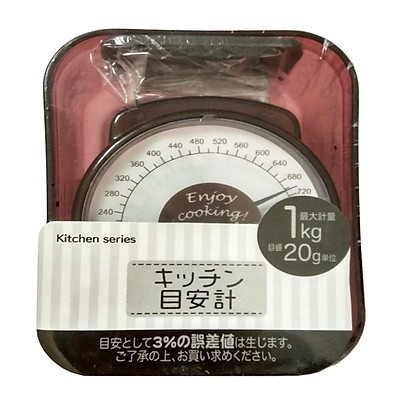 240
280
320
360
400
440
480
520
560
600
640
680
720
Enjoy
cooking!
最大計量
1kg
目盛20g単位
Kitchen series
キッチン
目安計
目安として3%の誤差値は生じます。
ご了承の上、お買い求めください。